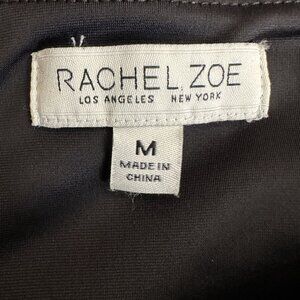 RACHEL ZOE
LOS ANGELES NEW YORK
M
MADE IN
CHINA